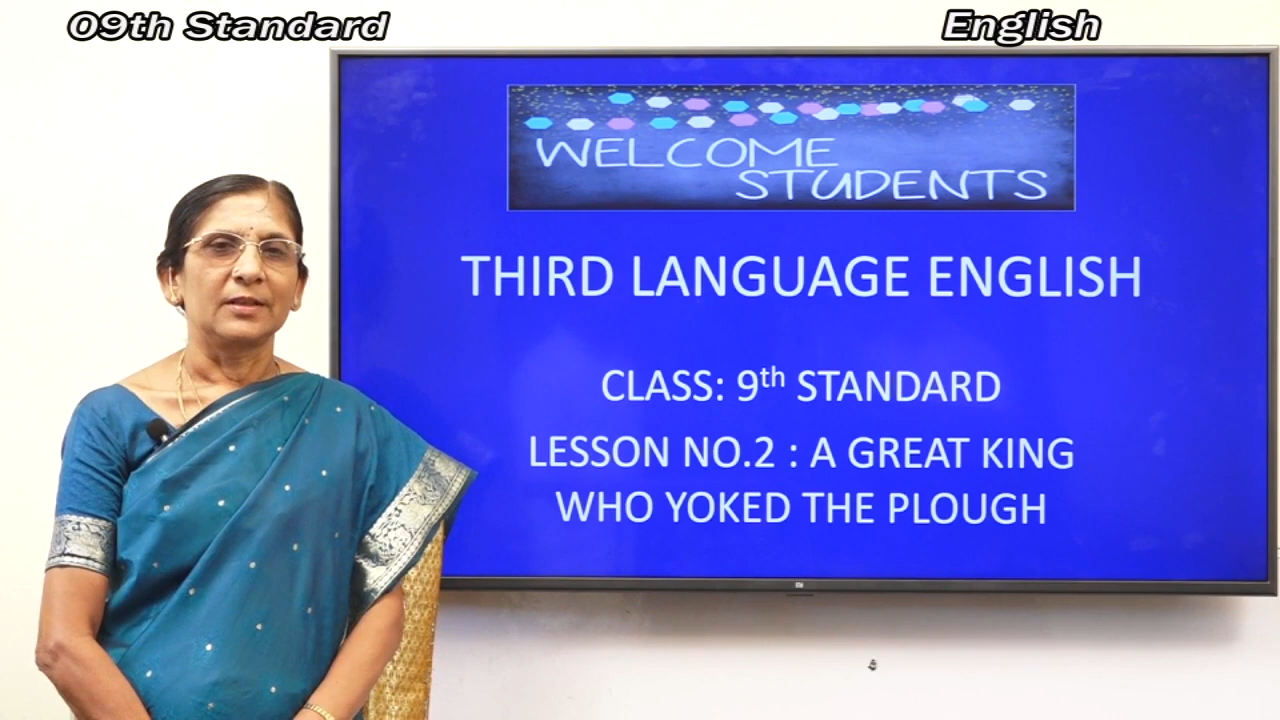 09th Standard
English
WELCOME
STUDENTS
THIRD LANGUAGE ENGLISH
CLASS: 9th STANDARD
LESSON NO.2 : A GREAT KING
WHO YOKED THE PLOUGH